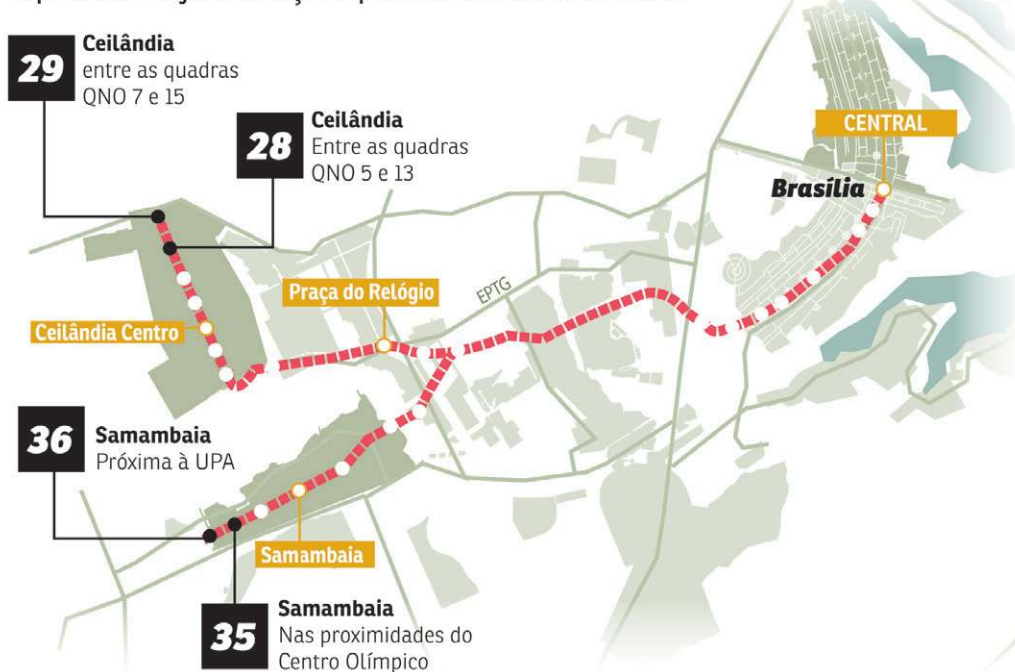 29
Ceilândia
entre as quadras
QNO 7 e 15
28
Ceilândia
Entre as quadras
QNO 5 e 13
CENTRAL
Brasília
Praça do Relógio
EPTG
Ceilândia Centro
36
Samambaia
Próxima à UPA
Samambaia
35
Samambaia
Nas proximidades do
Centro Olímpico